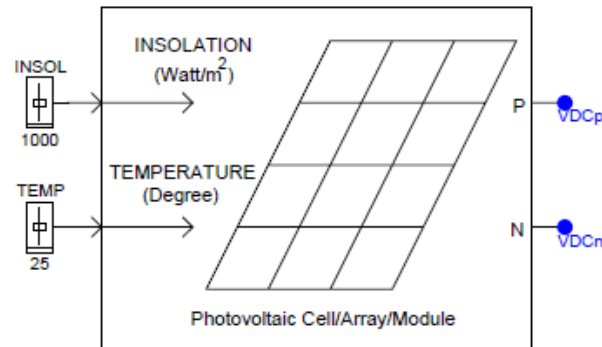 INSOLATION
(Watt/m²)
INSOL
1000
P
VDCp
TEMPERATURE
(Degree)
TEMP
25
N
VDCn
Photovoltaic Cell/Array/Module